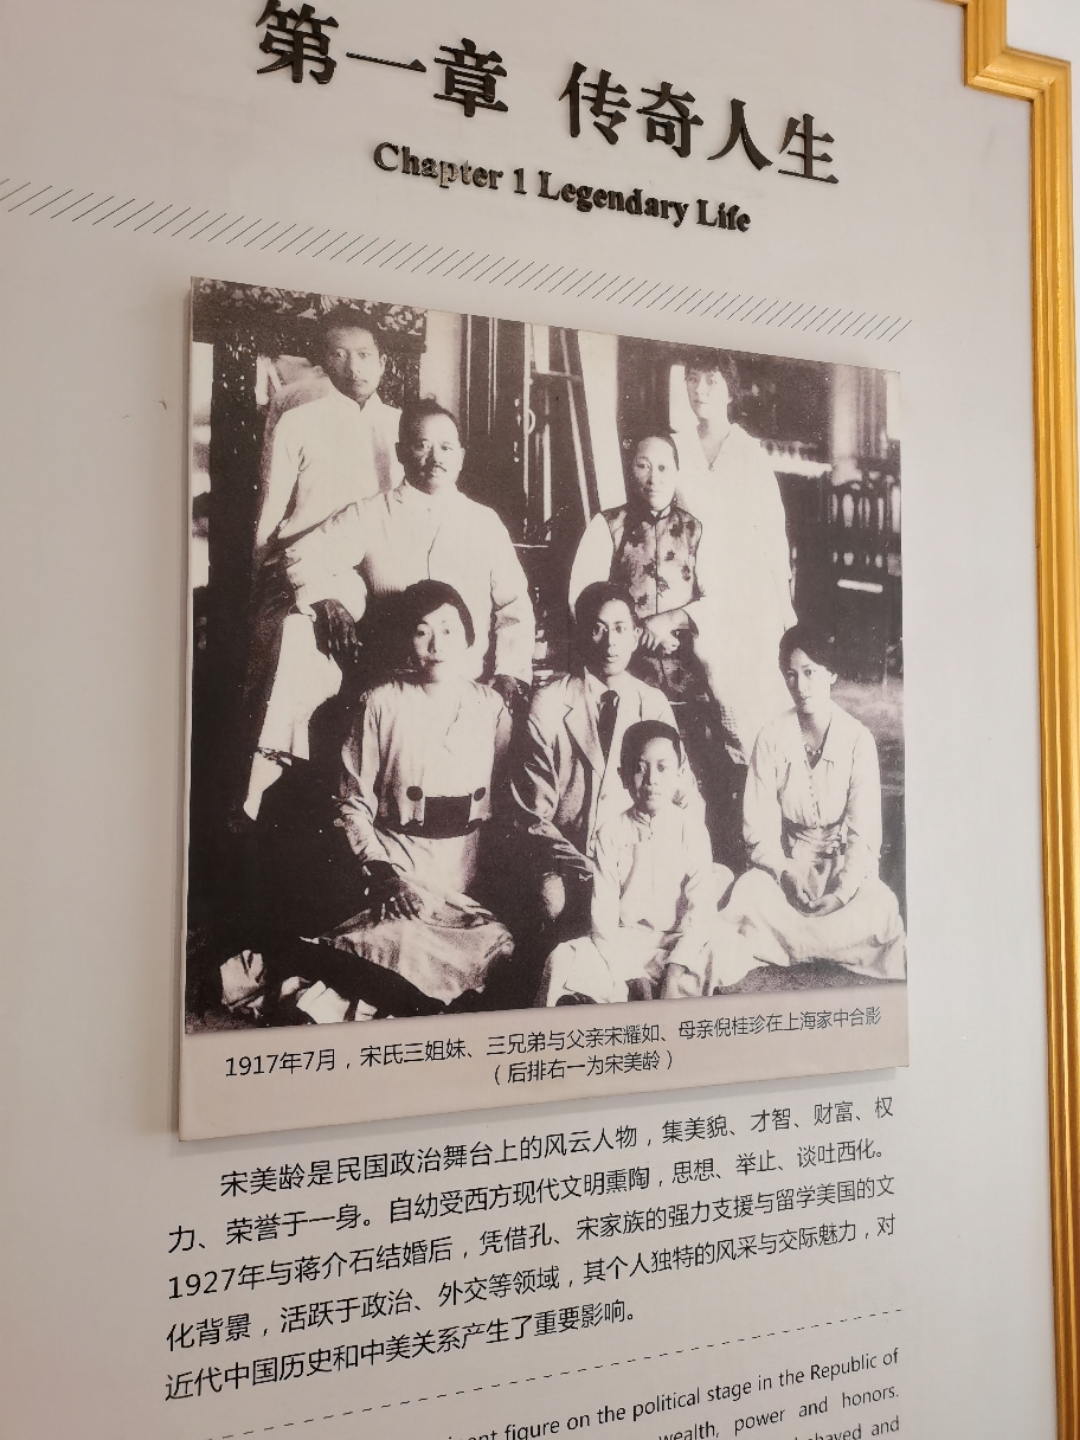 第一章 传奇人生
Chapter 1 Legendary Life
1917年7月，宋氏三姐妹、三兄弟与父亲宋耀如、母亲倪桂珍在上海家中合影
（后排右一为宋美龄）
宋美龄是民国政治舞台上的风云人物，集美貌、才智、财富、权
力、荣誉于一身。自幼受西方现代文明熏陶，思想、举止、谈吐西化。
1927年与蒋介石结婚后，凭借孔、宋家族的强力支援与留学美国的文
化背景，活跃于政治、外交等领域，其个人独特的风采与交际魅力，对
近代中国历史和中美关系产生了重要影响。
figure on the political stage in the Republic of
wealth, power and honors.
and